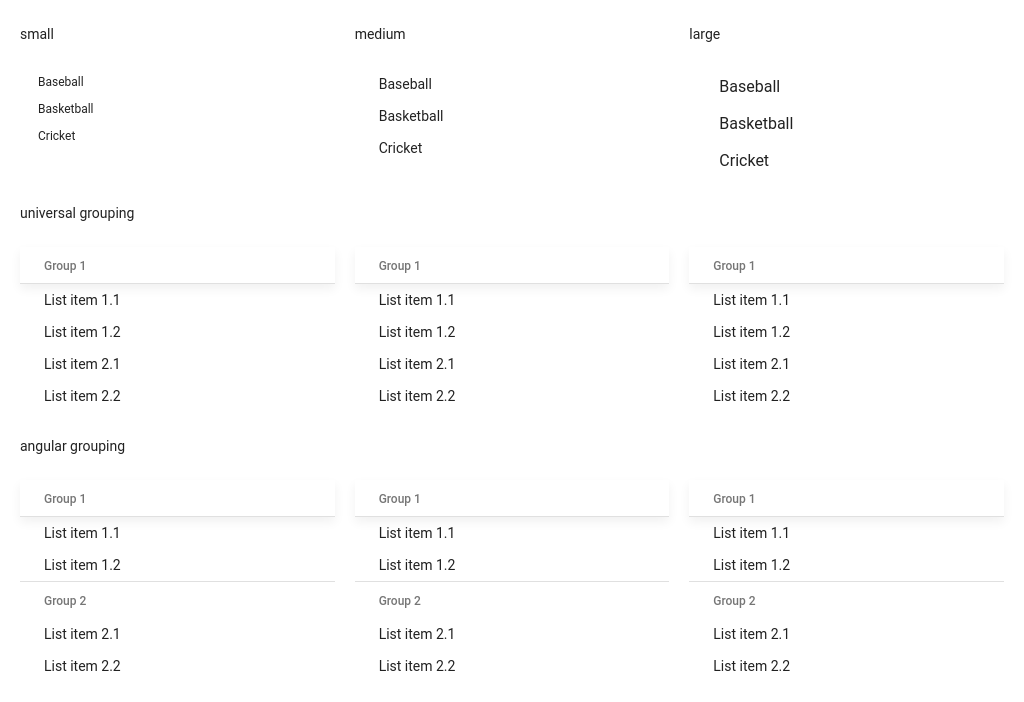 small
medium
large
Baseball
Basketball
Cricket
Baseball
Basketball
Cricket
Baseball
Basketball
Cricket
universal grouping
Group 1
List item 1.1
List item 1.2
List item 2.1
List item 2.2
Group 1
List item 1.1
List item 1.2
List item 2.1
List item 2.2
Group 1
List item 1.1
List item 1.2
List item 2.1
List item 2.2
angular grouping
Group 1
List item 1.1
List item 1.2
Group 2
List item 2.1
List item 2.2
Group 1
List item 1.1
List item 1.2
Group 2
List item 2.1
List item 2.2
Group 1
List item 1.1
List item 1.2
Group 2
List item 2.1
List item 2.2